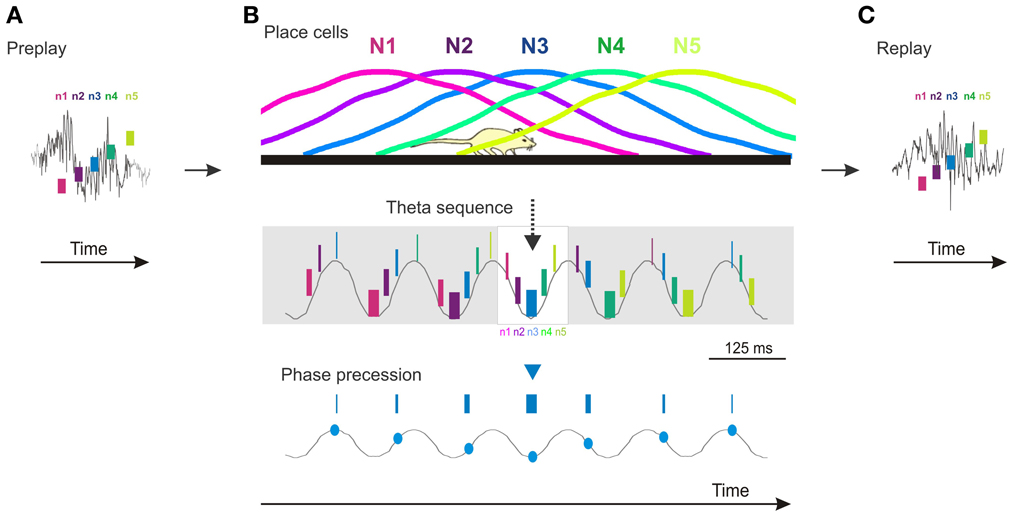 A
Preplay
n1 n2 n3 n4 n5
Time
B
Place cells
N1 N2 N3 N4 N5
Theta sequence
n1 n2 n3 n4 n5
125 ms
Phase precession
Time
C
Replay
n1 n2 n3 n4 n5
Time